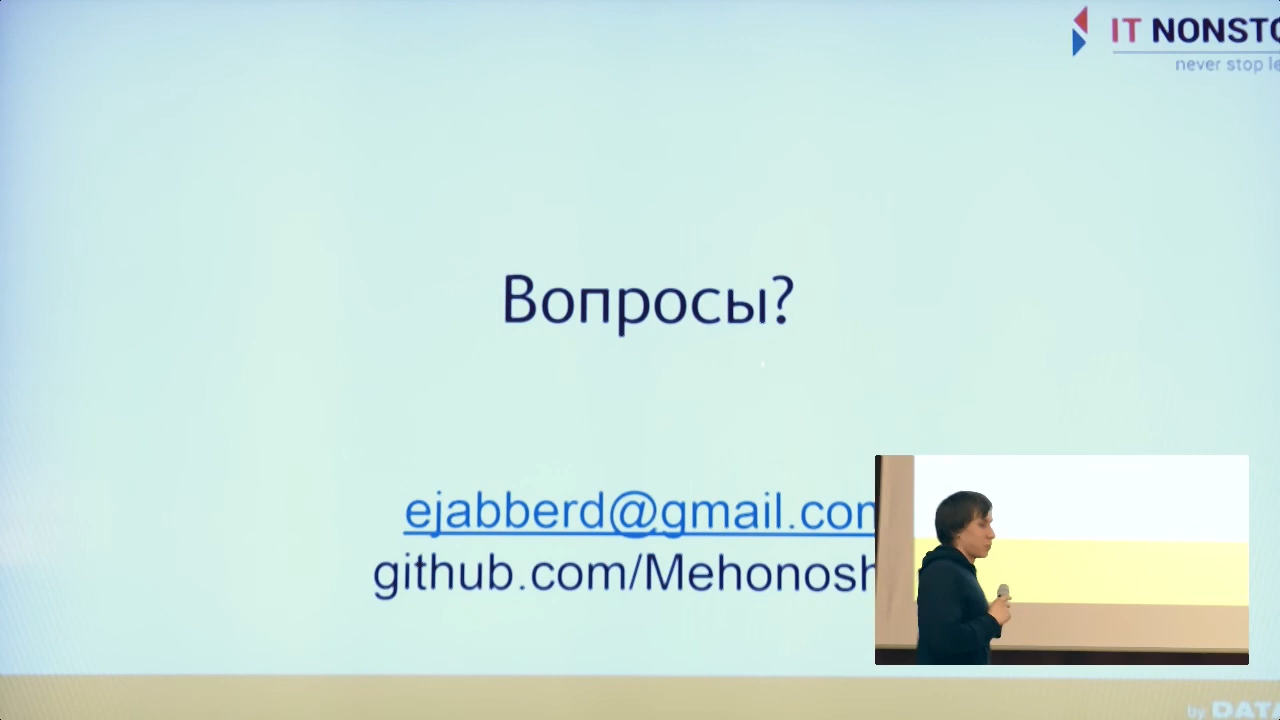 IT NONSTO
never stop le
Вопросы?
ejabberd@gmail.com
github.com/Mehonosh
by DATA